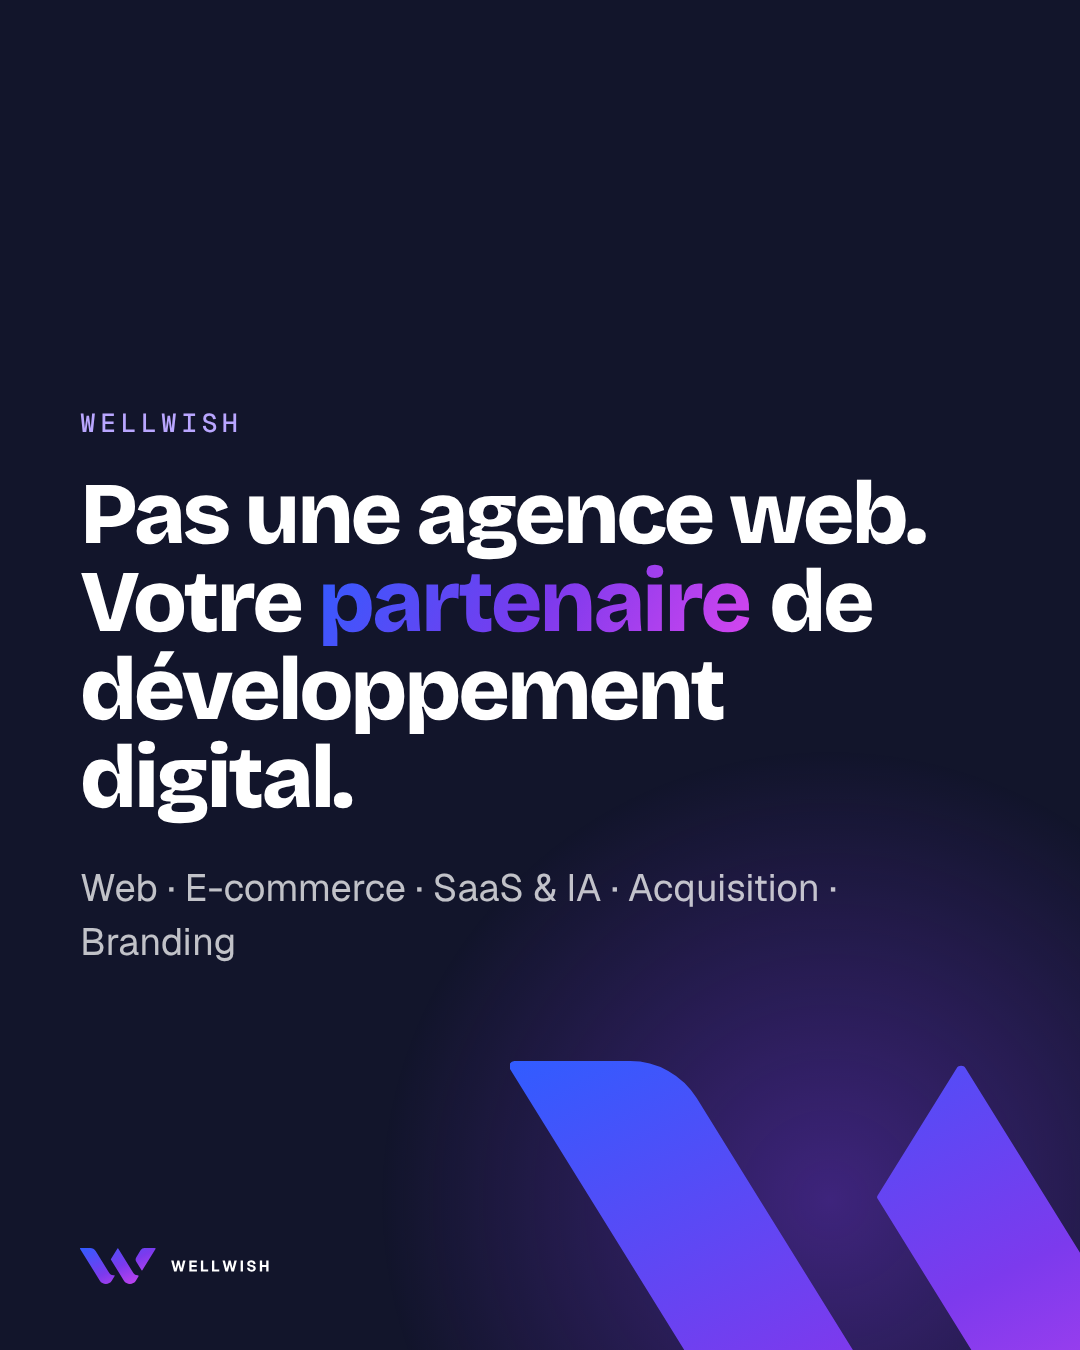 WELLWISH
Pas une agence web.
Votre partenaire de
développement
digital.
Web · E-commerce · SaaS & IA · Acquisition ·
Branding
WELLWISH